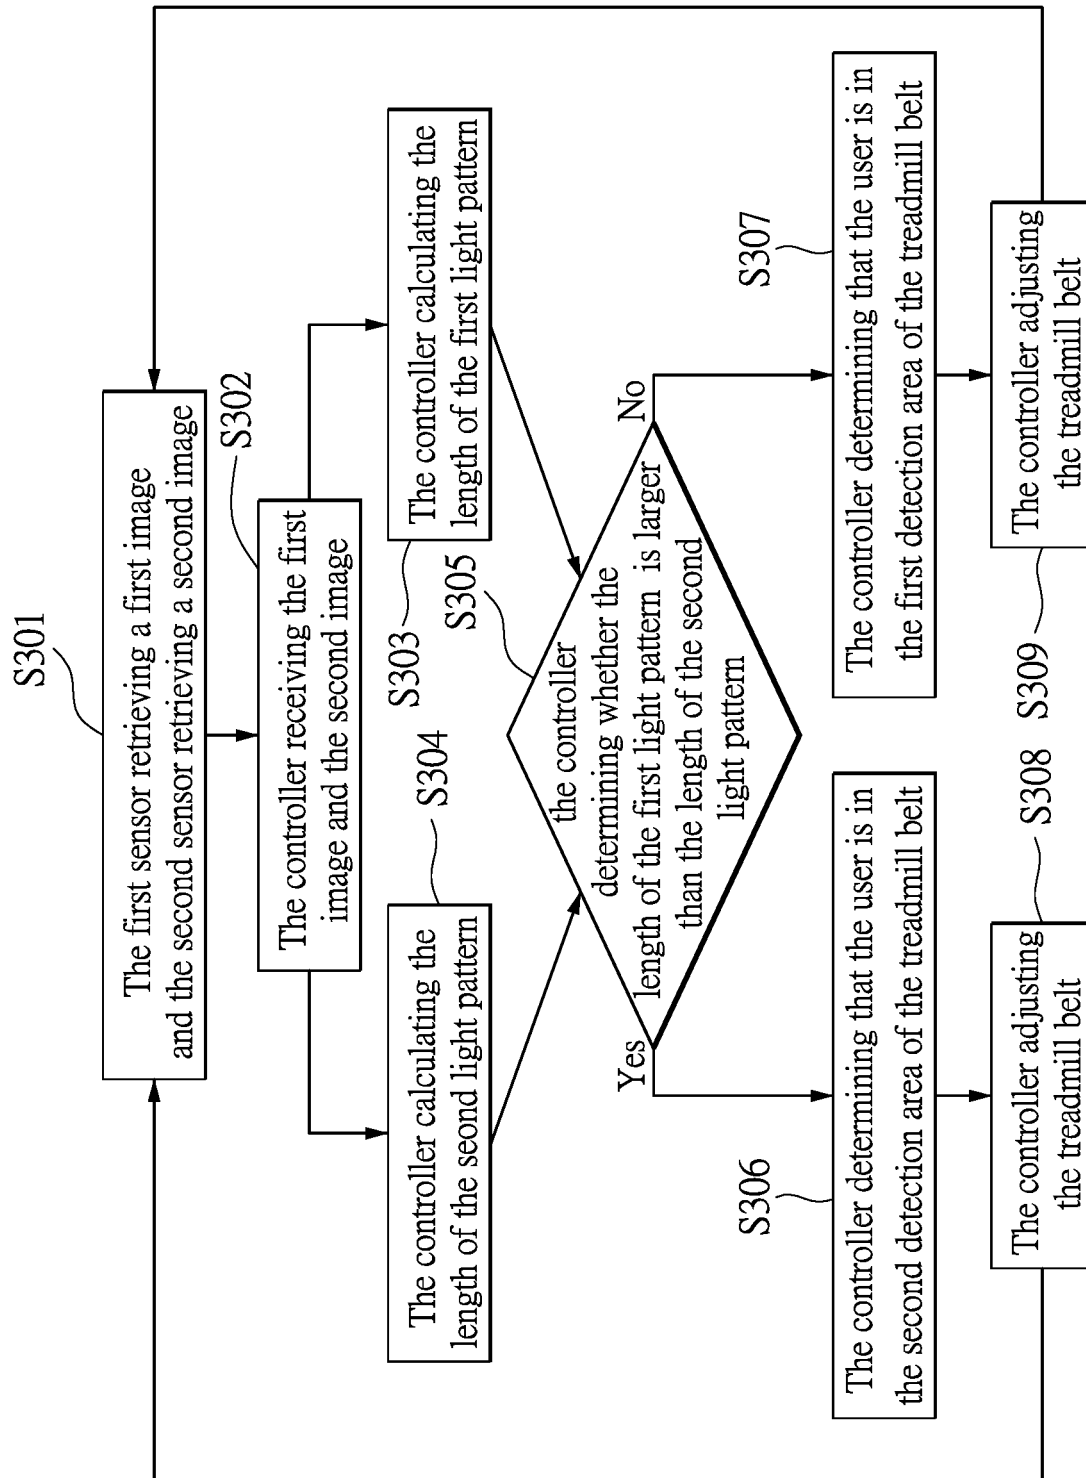 S301
The first sensor retrieving a first image
and the second sensor retrieving a second image
S302
The controller receiving the first
image and the second image
S304
The controller calculating the
length of the seond light pattern
S303
The controller calculating the
length of the first light pattern
S305
the controller
determining whether the
length of the first light pattern is larger
than the length of the second
light pattern
Yes
No
S306
The controller determining that the user is in
the second detection area of the treadmill belt
S307
The controller determining that the user is in
the first detection area of the treadmill belt
S308
The controller adjusting
the treadmill belt
S309
The controller adjusting
the treadmill belt